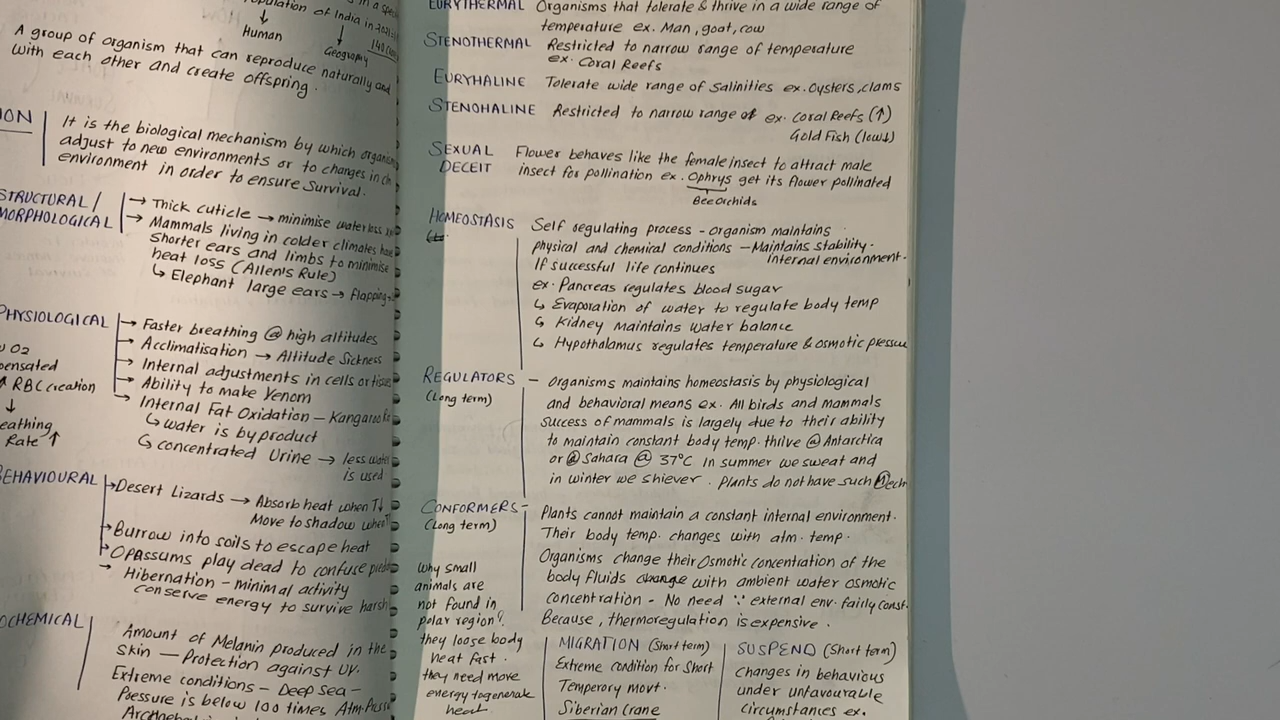 Population of India in 2021
Human
Geography
A group of organism that can reproduce naturally and
with each other and create offspring.
ION
It is the biological mechanism by which organis
adjust to new environments or to changes in
environment in order to ensure Survival.
STRUCTURAL /
MORPHOLOGICAL
→ Thick cuticle → minimise water loss
→ Mammals living in colder climates have
Shorter ears and limbs to minimise
heat loss (Allen's Rule)
↳ Elephant large ears → Flapping
PHYSIOLOGICAL
→ Faster breathing @ high altitudes
→ Acclimatisation → Altitude Sickness
→ Internal adjustments in cells or tissues
→ Ability to make Venom
→ Internal Fat Oxidation - Kangaroo
↳ water is by product
↳ concentrated Urine → less water
is used
O2
pensated
↑ RBC creation
↓
eathing
Rate ↑
BEHAVIOURAL
→ Desert Lizards → Absorb heat when T↓
Move to shadow when T
→ Burrow into soils to escape heat
→ Opassums play dead to confuse pred
→ Hibernation - minimal activity
conserve energy to survive harsh
OCHEMICAL
Amount of Melanin produced in the
skin — Protection against UV.
Extreme conditions - Deep Sea -
Pressure is below 100 times Atm. Press
EURYTHERMAL Organisms that tolerate & thrive in a wide range of
temperature ex. Man, goat, cow
STENOTHERMAL Restricted to narrow range of temperature
ex. Coral Reefs
EURYHALINE Tolerate wide range of Salinities ex. Oysters, clams
STENOHALINE Restricted to narrow range of ex. Coral Reefs (↑)
Gold Fish (low↓)
SEXUAL DECEIT Flower behaves like the female insect to attract male
insect for pollination ex. Ophrys get its flower pollinated
Bee orchids
HOMEOSTASIS Self regulating process - Organism maintains
physical and chemical conditions — Maintains stability.
Internal environment.
If successful life continues
ex. Pancreas regulates blood sugar
↳ Evaporation of water to regulate body temp
↳ Kidney maintains water balance
↳ Hypothalamus regulates temperature & osmotic pressu
REGULATORS - Organisms maintains homeostasis by physiological
(Long term) and behavioral means ex. All birds and mammals
success of mammals is largely due to their ability
to maintain constant body temp. thrive @ Antarctica
or @ Sahara @ 37°C In summer we sweat and
in winter we shiever. Plants do not have such Mech
CONFORMERS - Plants cannot maintain a constant internal environment.
(Long term) Their body temp. changes with atm. temp.
Organisms change their Osmotic concentration of the
body fluids change with ambient water osmotic
concentration - No need ∵ external env. fairly const.
Because, thermoregulation is expensive.
why small
animals are
not found in
polar region?
they loose body
heat fast.
they need more
energy to generate
heat
MIGRATION (Short term)
Extreme condition for Short
Temperory movt.
Siberian Crane
SUSPEND (Short term)
changes in behavious
under unfavourable
circumstances ex.